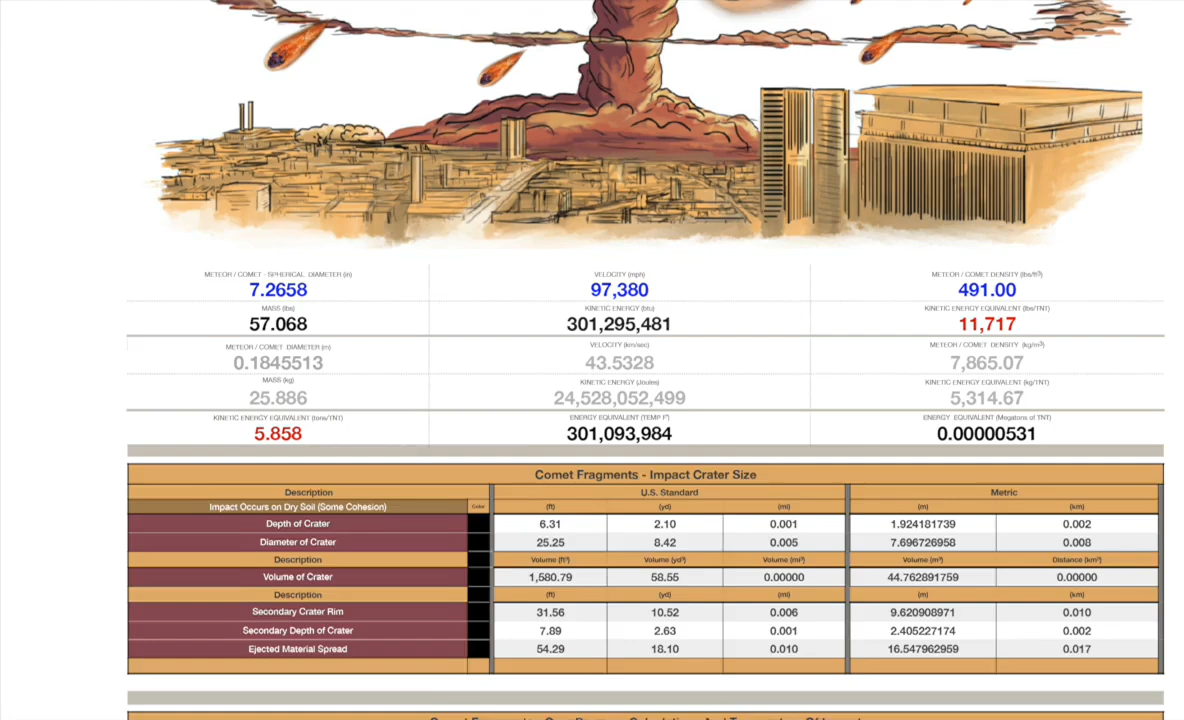 METEOR / COMET - SPHERICAL DIAMETER (in) VELOCITY (mph) METEOR / COMET DENSITY (lbs/ft³)
7.2658 97,380 491.00
MASS (lbs) KINETIC ENERGY (btu) KINETIC ENERGY EQUIVALENT (lbs/TNT)
57.068 301,295,481 11,717
METEOR / COMET DIAMETER (m) VELOCITY (km/sec) METEOR / COMET DENSITY (kg/m³)
0.1845513 43.5328 7,865.07
MASS (kg) KINETIC ENERGY (Joules) KINETIC ENERGY EQUIVALENT (kg/TNT)
25.886 24,528,052,499 5,314.67
KINETIC ENERGY EQUIVALENT (tons/TNT) ENERGY EQUIVALENT (TEMP F°) ENERGY EQUIVALENT (Megatons of TNT)
5.858 301,093,984 0.00000531
Comet Fragments - Impact Crater Size
Description U.S. Standard Metric
Impact Occurs on Dry Soil (Some Cohesion) Color (ft) (yd) (mi) (m) (km)
Depth of Crater 6.31 2.10 0.001 1.924181739 0.002
Diameter of Crater 25.25 8.42 0.005 7.696726958 0.008
Description Volume (ft³) Volume (yd³) Volume (mi³) Volume (m³) Distance (km³)
Volume of Crater 1,580.79 58.55 0.00000 44.762891759 0.00000
Description (ft) (yd) (mi) (m) (km)
Secondary Crater Rim 31.56 10.52 0.006 9.620908971 0.010
Secondary Depth of Crater 7.89 2.63 0.001 2.405227174 0.002
Ejected Material Spread 54.29 18.10 0.010 16.547962959 0.017